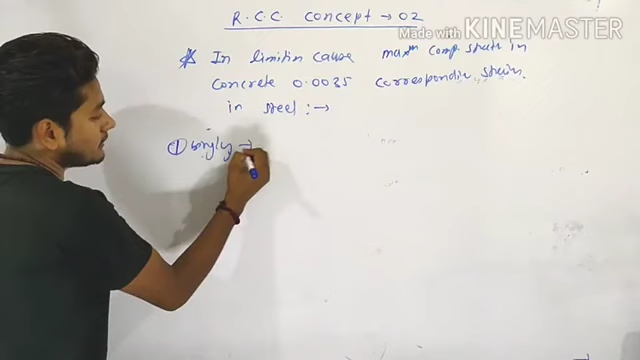 R.C.C. Concept → 02
Made with KINEMASTER
In limitin cause maxm comp. strain in
concrete 0.0035 correspondin strain
in steel : →
① singly →